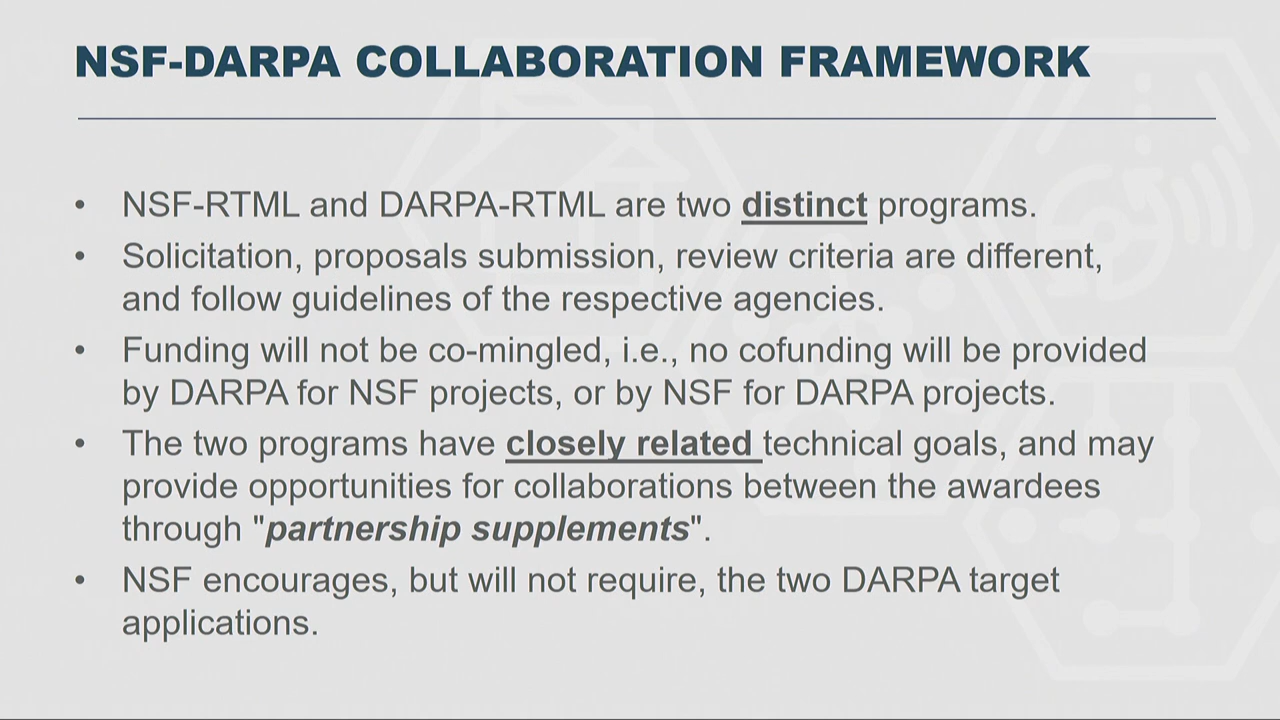 NSF-DARPA COLLABORATION FRAMEWORK
• NSF-RTML and DARPA-RTML are two distinct programs.
• Solicitation, proposals submission, review criteria are different,
and follow guidelines of the respective agencies.
• Funding will not be co-mingled, i.e., no cofunding will be provided
by DARPA for NSF projects, or by NSF for DARPA projects.
• The two programs have closely related technical goals, and may
provide opportunities for collaborations between the awardees
through "partnership supplements".
• NSF encourages, but will not require, the two DARPA target
applications.